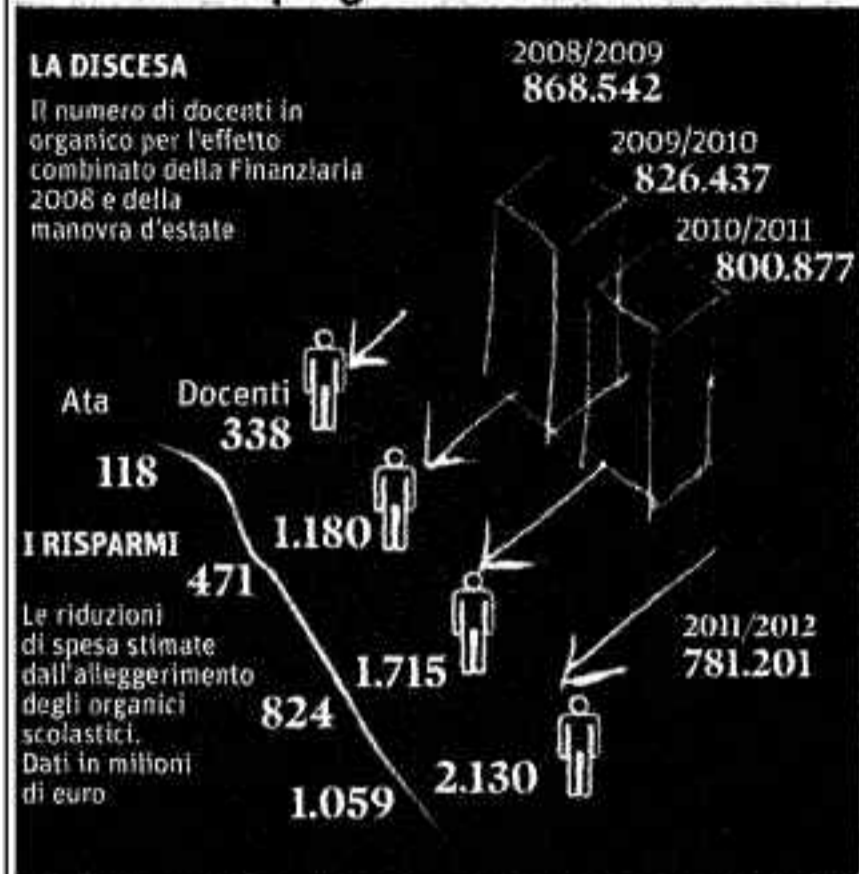 LA DISCESA
Il numero di docenti in
organico per l'effetto
combinato della Finanziaria
2008 e della
manovra d'estate
2008/2009
868.542
2009/2010
826.437
2010/2011
800.877
2011/2012
781.201
Ata
Docenti
118
338
471
1.180
824
1.715
1.059
2.130
I RISPARMI
Le riduzioni
di spesa stimate
dall'alleggerimento
degli organici
scolastici.
Dati in milioni
di euro